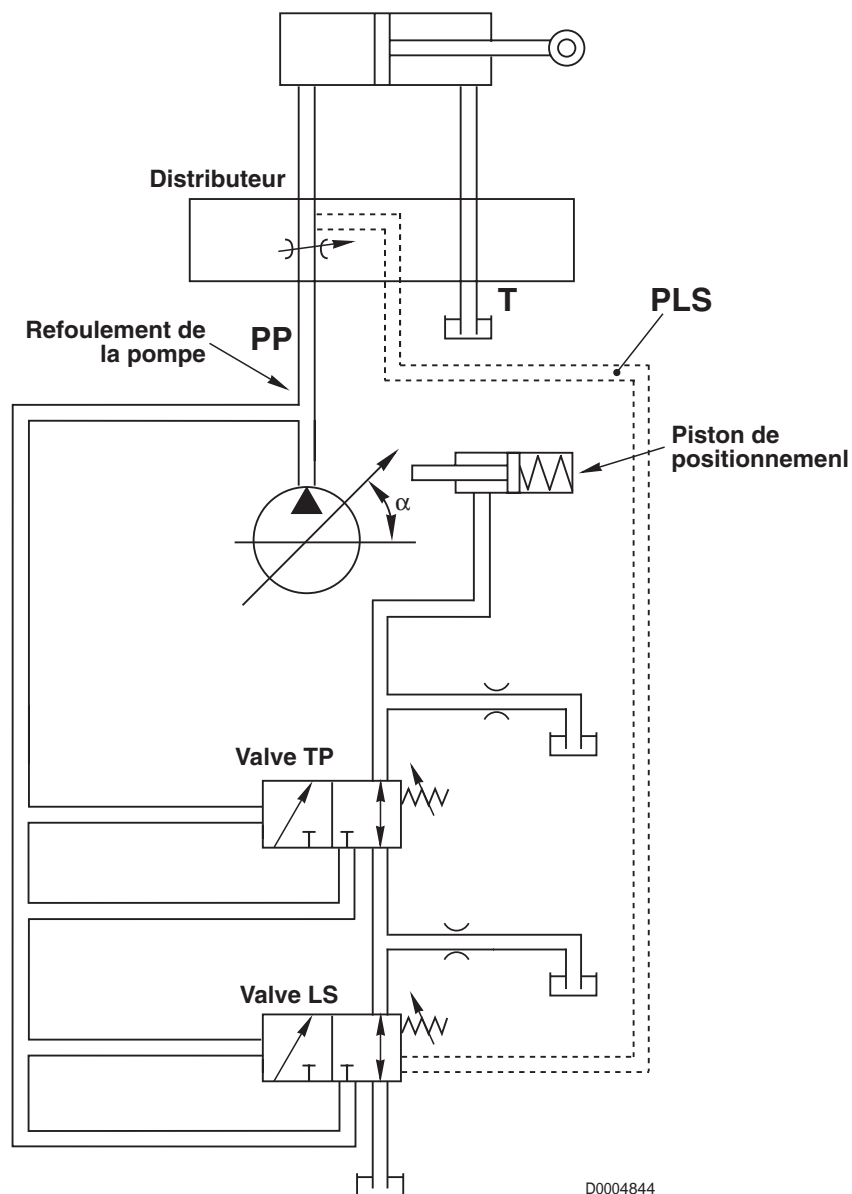 Distributeur
T
PLS
Refoulement de
la pompe
PP
Piston de
positionnemenl
α
Valve TP
Valve LS
D0004844